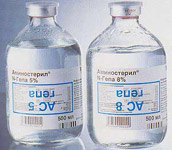 Аминостерил®
N-Гепа 5%
АС 5
гепа
500 мл
Аминостерил®
N-Гепа 8%
АС 8
гепа
500 мл